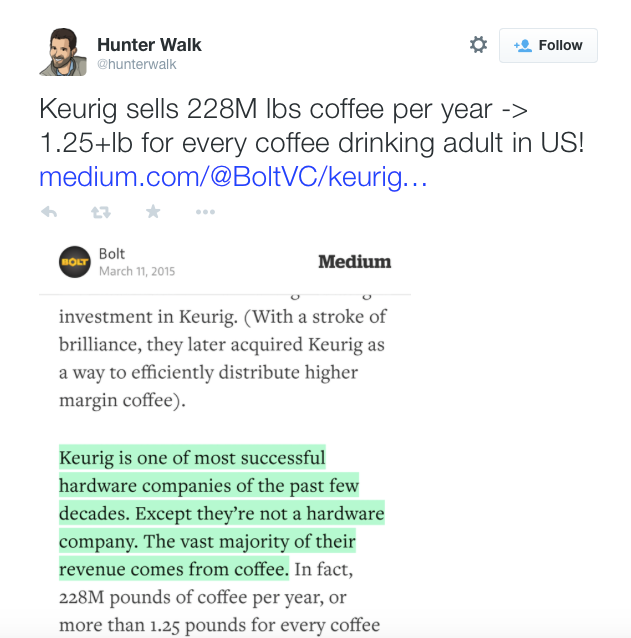 Hunter Walk
@hunterwalk
Follow
Keurig sells 228M lbs coffee per year ->
1.25+lb for every coffee drinking adult in US!
medium.com/@BoltVC/keurig...
BOLT
Bolt
March 11, 2015
Medium
investment in Keurig. (With a stroke of
brilliance, they later acquired Keurig as
a way to efficiently distribute higher
margin coffee).
Keurig is one of most successful
hardware companies of the past few
decades. Except they’re not a hardware
company. The vast majority of their
revenue comes from coffee. In fact,
228M pounds of coffee per year, or
more than 1.25 pounds for every coffee